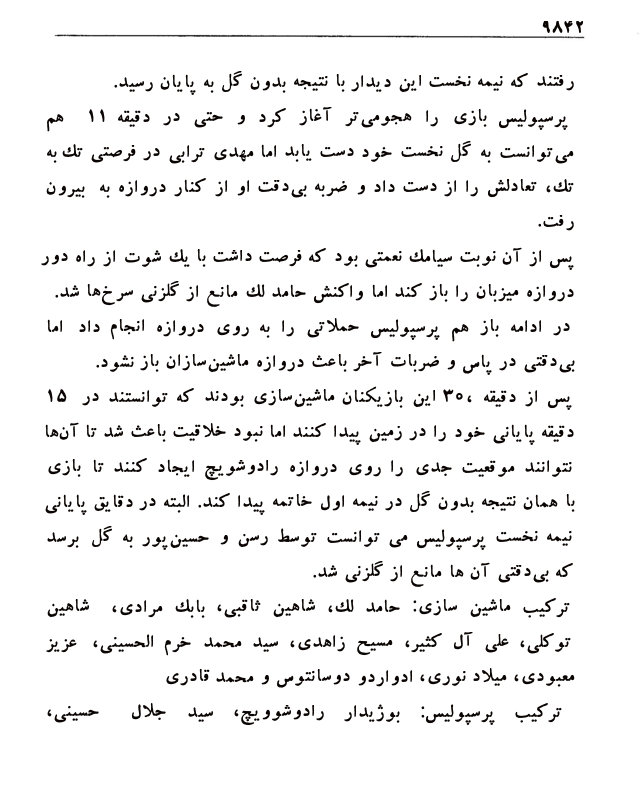 ۹۸۴۲
رفتند که نیمه نخست این دیدار با نتیجه بدون گل به پایان رسید.
پرسپولیس بازی را هجومی‌تر آغاز کرد و حتی در دقیقه ۱۱ هم
می‌توانست به گل نخست خود دست یابد اما مهدی ترابی در فرصتی تك به
تك، تعادلش را از دست داد و ضربه بی‌دقت او از کنار دروازه به بیرون
رفت.
پس از آن نوبت سیامك نعمتی بود که فرصت داشت با یك شوت از راه دور
دروازه میزبان را باز کند اما واکنش حامد لك مانع از گلزنی سرخ‌ها شد.
در ادامه باز هم پرسپولیس حملاتی را به روی دروازه انجام داد اما
بی‌دقتی در پاس و ضربات آخر باعث دروازه ماشین‌سازان باز نشود.
پس از دقیقه ۳۰، این بازیکنان ماشین‌سازی بودند که توانستند در ۱۵
دقیقه پایانی خود را در زمین پیدا کنند اما نبود خلاقیت باعث شد تا آن‌ها
نتوانند موقعیت جدی را روی دروازه رادوشویچ ایجاد کنند تا بازی
با همان نتیجه بدون گل در نیمه اول خاتمه پیدا کند. البته در دقایق پایانی
نیمه نخست پرسپولیس می توانست توسط رسن و حسین‌پور به گل برسد
که بی‌دقتی آن ها مانع از گلزنی شد.
ترکیب ماشین سازی: حامد لك، شاهین ثاقبی، بابك مرادی، شاهین
توکلی، علی آل کثیر، مسیح زاهدی، سید محمد خرم الحسینی، عزیز
معبودی، میلاد نوری، ادواردو دوسانتوس و محمد قادری
ترکیب پرسپولیس: بوژیدار رادوشوویچ، سید جلال حسینی،